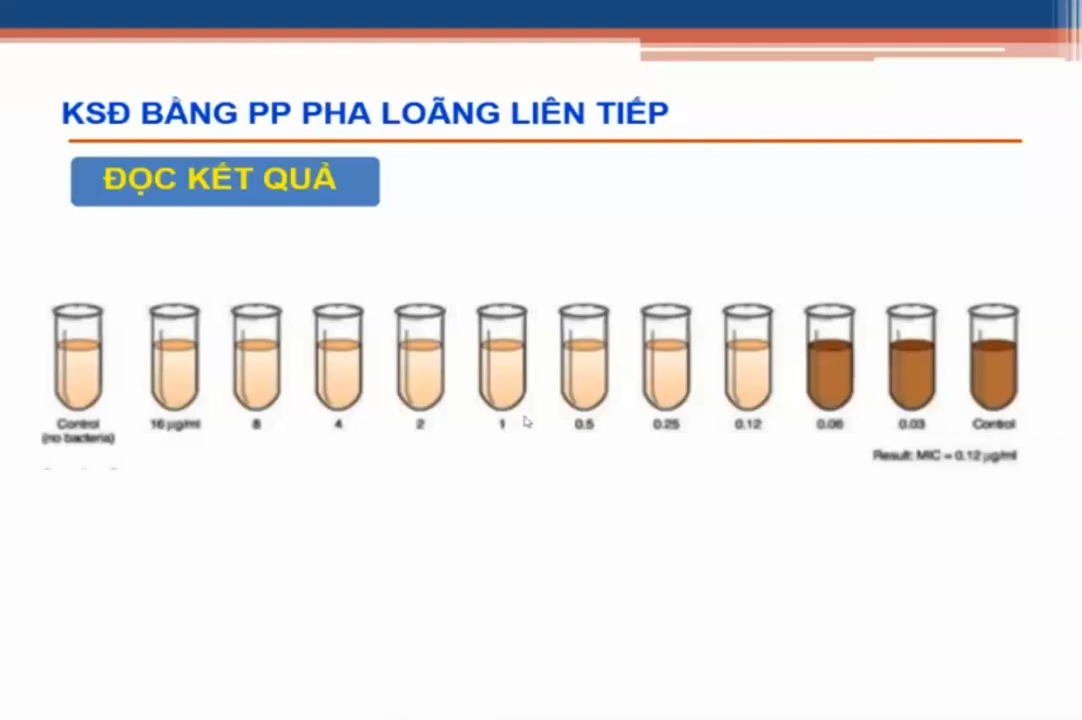 KSĐ BẰNG PP PHA LOÃNG LIÊN TIẾP
ĐỌC KẾT QUẢ
Control
(no bacteria)
16 µg/ml 8 4 2 1 0.5 0.25 0.12 0.06 0.03 Control
Result: MIC = 0.12 µg/ml